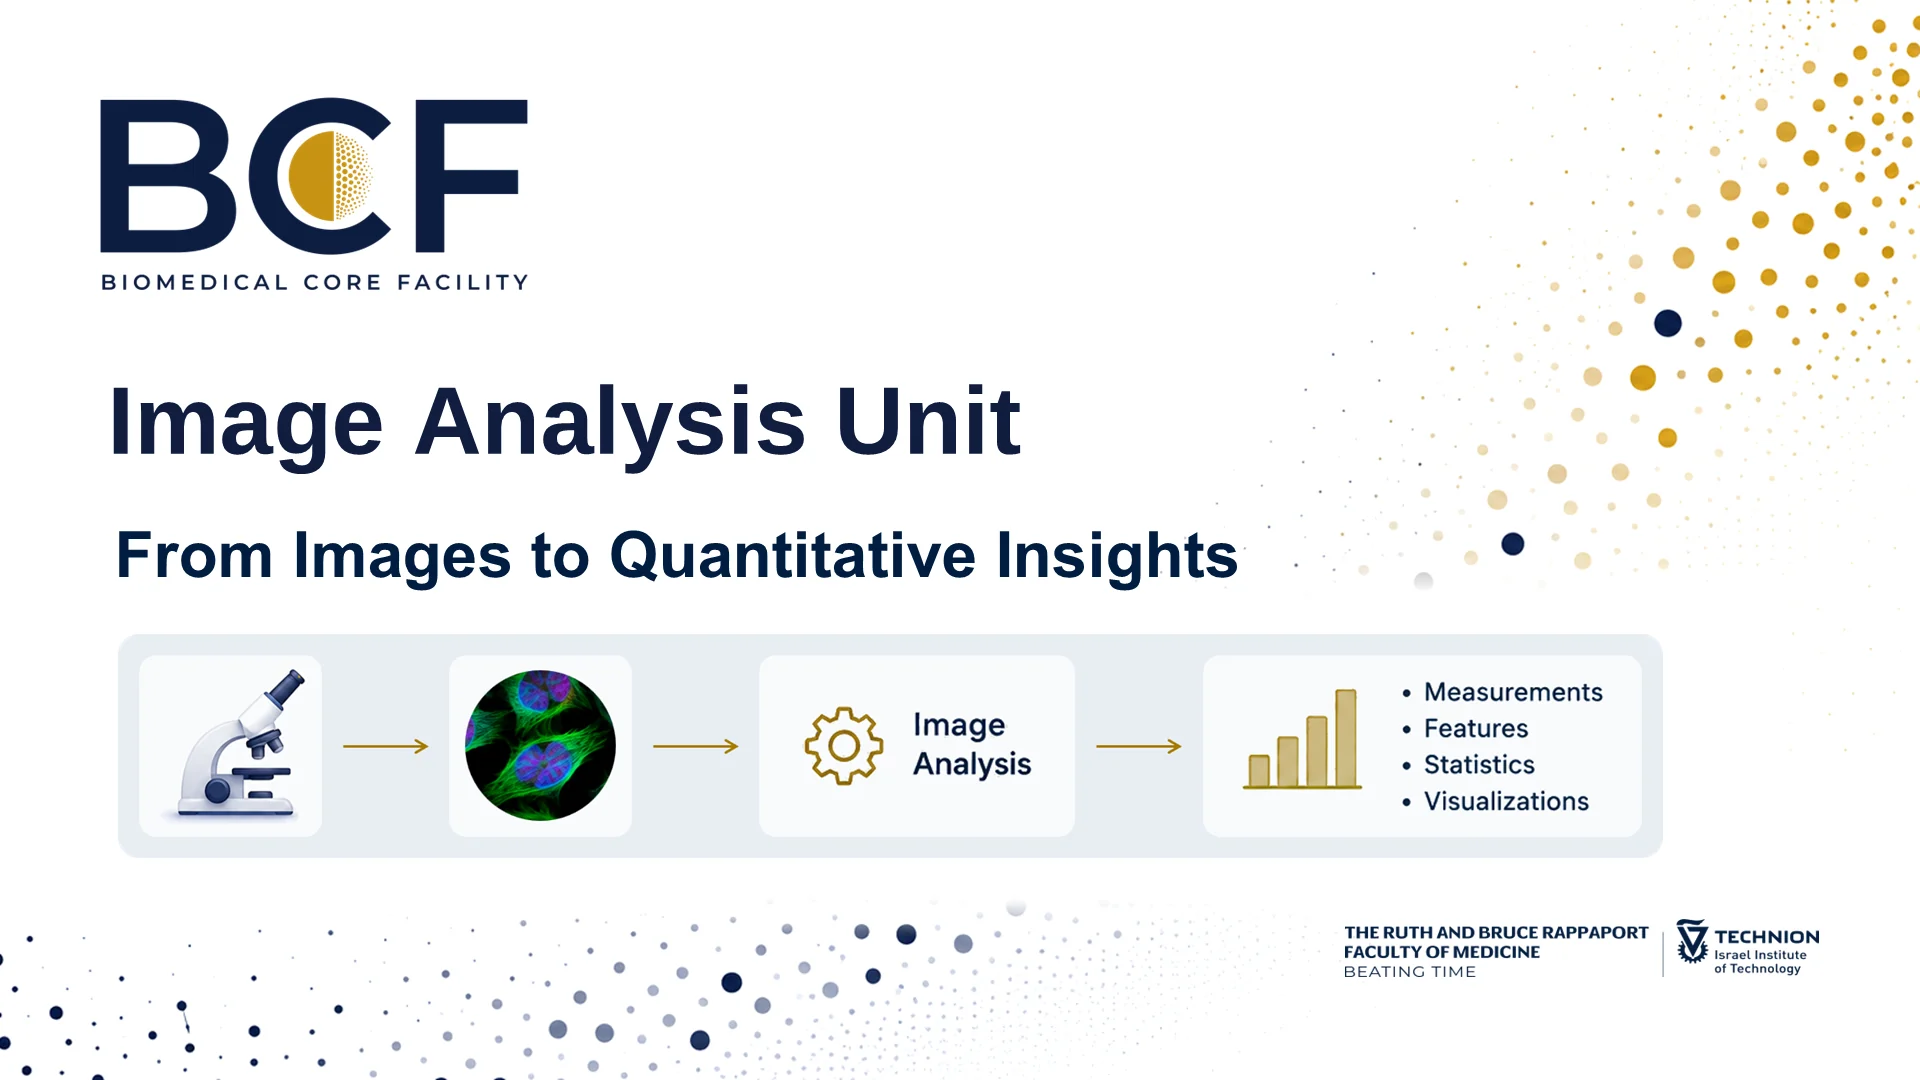 BCF
BIOMEDICAL CORE FACILITY
Image Analysis Unit
From Images to Quantitative Insights
Image
Analysis
• Measurements
• Features
• Statistics
• Visualizations
THE RUTH AND BRUCE RAPPAPORT
FACULTY OF MEDICINE
BEATING TIME
TECHNION
Israel Institute
of Technology